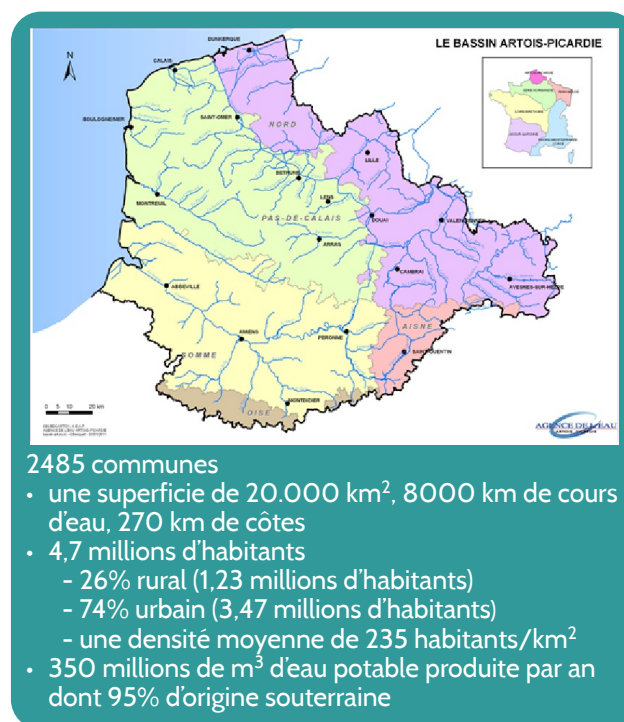 LE BASSIN ARTOIS-PICARDIE
N
DUNKERQUE
CALAIS
SAINT-OMER
NORD
BOULOGNE/MER
LILLE
BETHUNE
LENS
MONTREUIL
PAS-DE-CALAIS
DOUAI
VALENCIENNES
ARRAS
CAMBRAI
AVESNES-SUR-HELPE
ABBEVILLE
AISNE
AMIENS
PERONNE
SAINT-QUENTIN
SOMME
MONTDIDIER
OISE
0 5 10 20 km
AGENCE DE L'EAU
ARTOIS-PICARDIE
2485 communes
• une superficie de 20.000 km², 8000 km de cours
d'eau, 270 km de côtes
• 4,7 millions d'habitants
- 26% rural (1,23 millions d'habitants)
- 74% urbain (3,47 millions d'habitants)
- une densité moyenne de 235 habitants/km²
• 350 millions de m³ d'eau potable produite par an
dont 95% d'origine souterraine